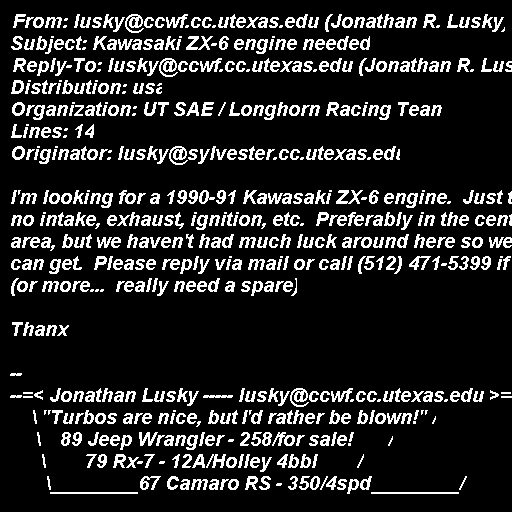 From: lusky@ccwf.cc.utexas.edu (Jonathan R. Lusky)
Subject: Kawasaki ZX-6 engine needed
Reply-To: lusky@ccwf.cc.utexas.edu (Jonathan R. Lus
Distribution: usa
Organization: UT SAE / Longhorn Racing Team
Lines: 14
Originator: lusky@sylvester.cc.utexas.edu

I'm looking for a 1990-91 Kawasaki ZX-6 engine.  Just t
no intake, exhaust, ignition, etc.  Preferably in the cent
area, but we haven't had much luck around here so we
can get.  Please reply via mail or call (512) 471-5399 if
(or more...  really need a spare)

Thanx

--
--=< Jonathan Lusky ----- lusky@ccwf.cc.utexas.edu >=
    \ "Turbos are nice, but I'd rather be blown!" /
     \    89 Jeep Wrangler - 258/for sale!       /
      \        79 Rx-7 - 12A/Holley 4bbl        /
       \_________67 Camaro RS - 350/4spd_________/